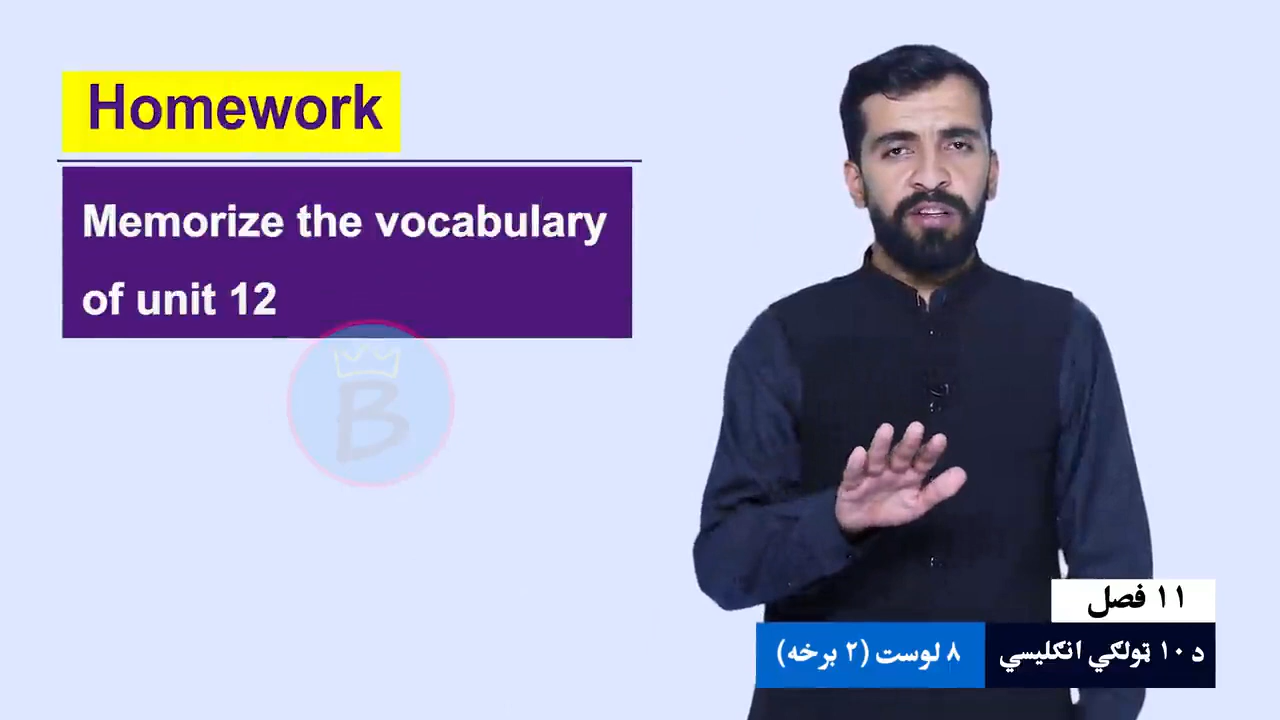 Homework
Memorize the vocabulary
of unit 12
B
۱۱ فصل
د ۱۰ ټولګي انګلیسي
۸ لوست (۲ برخه)